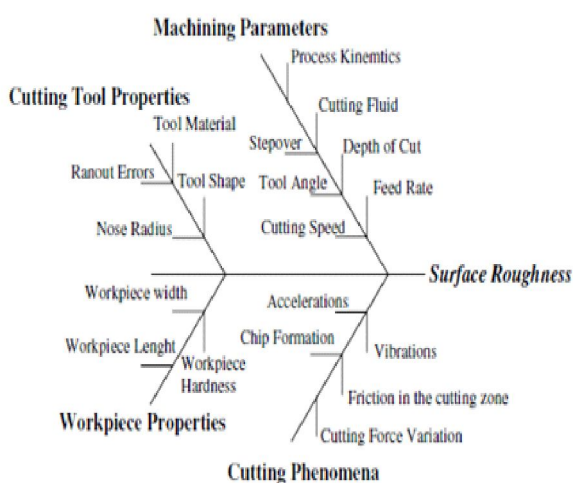 Machining Parameters
Process Kinemtics
Cutting Tool Properties
Cutting Fluid
Tool Material
Stepover
Depth of Cut
Ranout Errors
Tool Shape
Tool Angle
Feed Rate
Nose Radius
Cutting Speed
Surface Roughness
Workpiece width
Accelerations
Chip Formation
Workpiece Lenght
Vibrations
Workpiece
Hardness
Friction in the cutting zone
Workpiece Properties
Cutting Force Variation
Cutting Phenomena